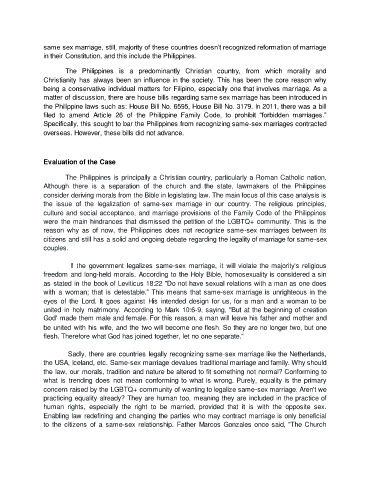 same sex marriage, still, majority of these countries doesn't recognized reformation of marriage
in their Constitution, and this include the Philippines.
The Philippines is a predominantly Christian country, from which morality and
Christianity has always been an influence in the society. This has been the core reason why
being a conservative individual matters for Filipino, especially one that involves marriage. As a
matter of discussion, there are house bills regarding same sex marriage has been introduced in
the Philippine laws such as: House Bill No. 6595, House Bill No. 3179. In 2011, there was a bill
filed to amend Article 26 of the Philippine Family Code, to prohibit "forbidden marriages."
Specifically, this sought to bar the Philippines from recognizing same-sex marriages contracted
overseas. However, these bills did not advance.
Evaluation of the Case
The Philippines is principally a Christian country, particularly a Roman Catholic nation.
Although there is a separation of the church and the state, lawmakers of the Philippines
consider deriving morals from the Bible in legislating law. The main focus of this case analysis is
the issue of the legalization of same-sex marriage in our country. The religious principles,
culture and social acceptance, and marriage provisions of the Family Code of the Philippines
were the main hindrances that dismissed the petition of the LGBTQ+ community. This is the
reason why as of now, the Philippines does not recognize same-sex marriages between its
citizens and still has a solid and ongoing debate regarding the legality of marriage for same-sex
couples.
If the government legalizes same-sex marriage, it will violate the majority's religious
freedom and long-held morals. According to the Holy Bible, homosexuality is considered a sin
as stated in the book of Leviticus 18:22 "Do not have sexual relations with a man as one does
with a woman; that is detestable." This means that same-sex marriage is unrighteous in the
eyes of the Lord. It goes against His intended design for us, for a man and a woman to be
united in holy matrimony. According to Mark 10:6-9, saying, "But at the beginning of creation
God' made them male and female. For this reason, a man will leave his father and mother and
be united with his wife, and the two will become one flesh. So they are no longer two, but one
flesh. Therefore what God has joined together, let no one separate."
Sadly, there are countries legally recognizing same-sex marriage like the Netherlands,
the USA, Iceland, etc. Same-sex marriage devalues traditional marriage and family. Why should
the law, our morals, tradition and nature be altered to fit something not normal? Conforming to
what is trending does not mean conforming to what is wrong. Purely, equality is the primary
concern raised by the LGBTQ+ community of wanting to legalize same-sex marriage. Aren't we
practicing equality already? They are human too, meaning they are included in the practice of
human rights, especially the right to be married, provided that it is with the opposite sex.
Enabling law redefining and changing the parties who may contract marriage is only beneficial
to the citizens of a same-sex relationship. Father Marcos Gonzales once said, "The Church